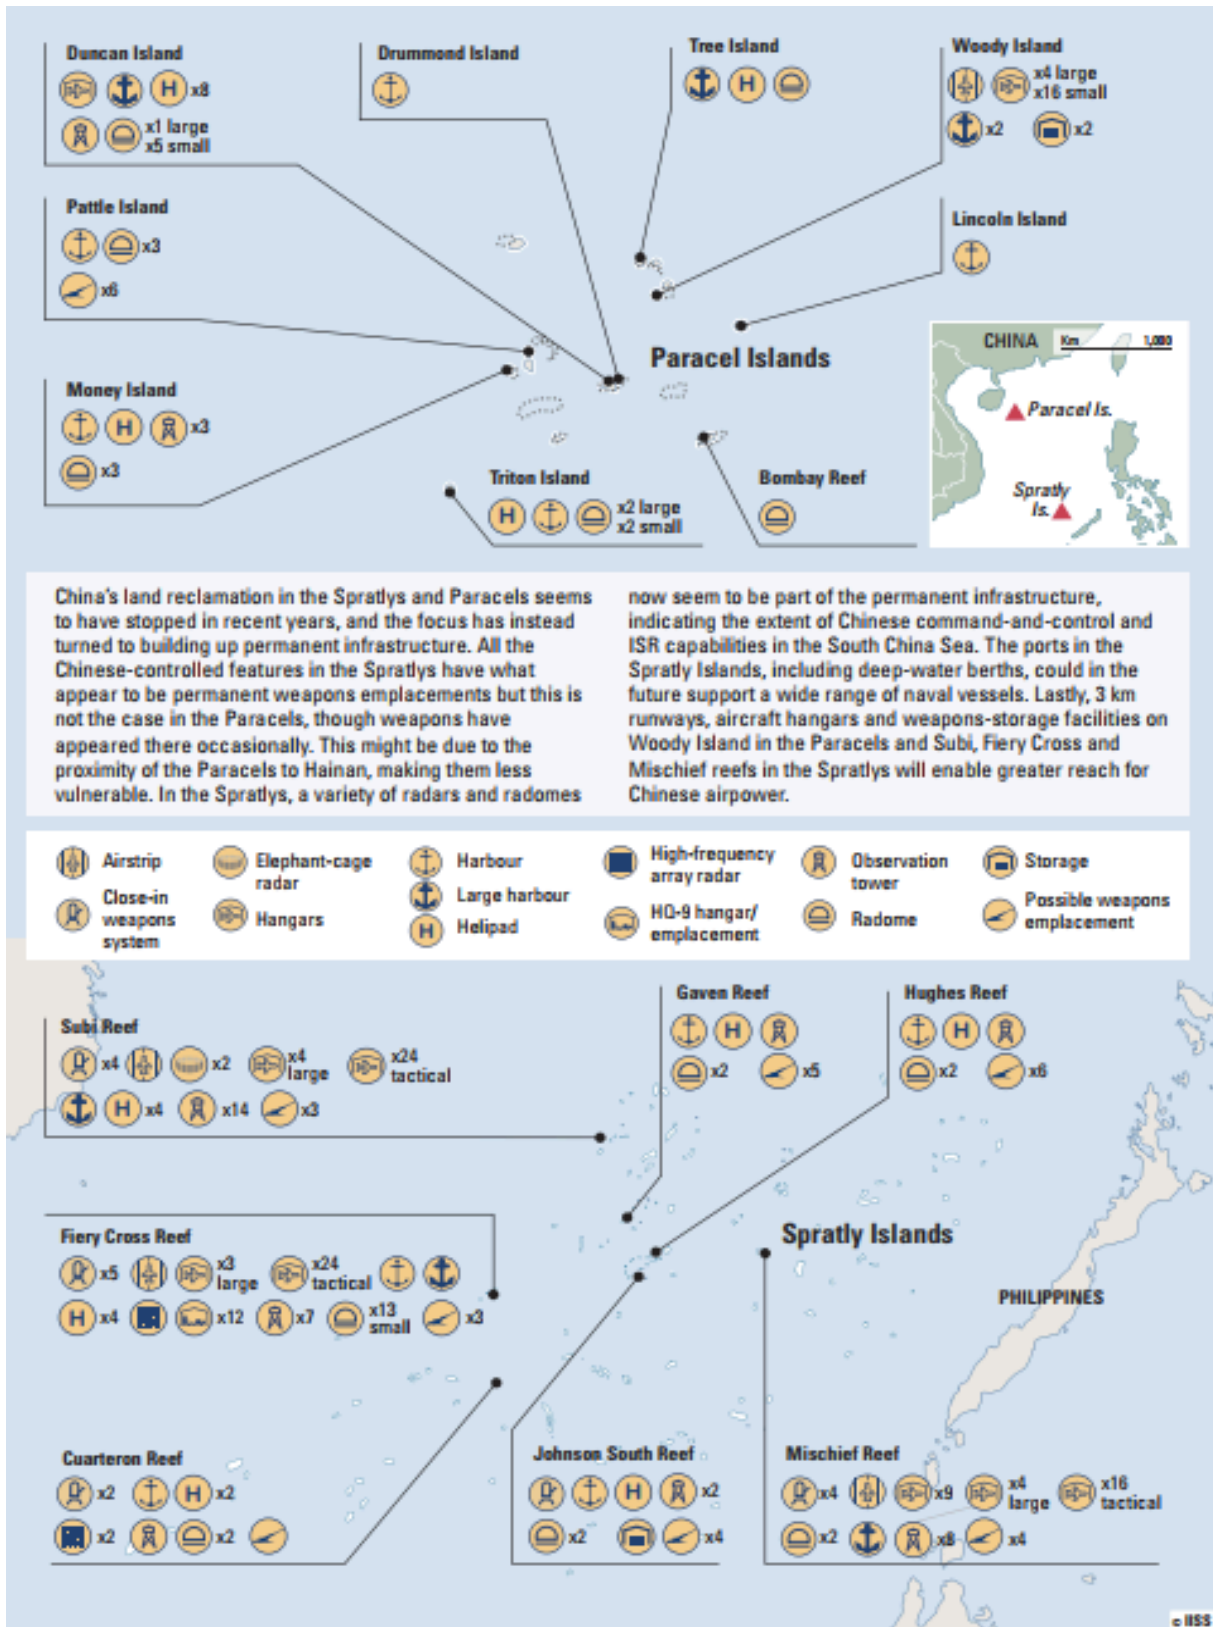 Duncan Island
H x8
x1 large
x5 small
Drummond Island
Tree Island
H
Woody Island
x4 large
x16 small
x2
x2
Pattle Island
x3
x6
Lincoln Island
Money Island
H
x3
x3
Paracel Islands
Triton Island
H
x2 large
x2 small
Bombay Reef
CHINA
Km
1,000
Paracel Is.
Spratly
Is.
China's land reclamation in the Spratlys and Paracels seems
to have stopped in recent years, and the focus has instead
turned to building up permanent infrastructure. All the
Chinese-controlled features in the Spratlys have what
appear to be permanent weapons emplacements but this is
not the case in the Paracels, though weapons have
appeared there occasionally. This might be due to the
proximity of the Paracels to Hainan, making them less
vulnerable. In the Spratlys, a variety of radars and radomes
now seem to be part of the permanent infrastructure,
indicating the extent of Chinese command-and-control and
ISR capabilities in the South China Sea. The ports in the
Spratly Islands, including deep-water berths, could in the
future support a wide range of naval vessels. Lastly, 3 km
runways, aircraft hangars and weapons-storage facilities on
Woody Island in the Paracels and Subi, Fiery Cross and
Mischief reefs in the Spratlys will enable greater reach for
Chinese airpower.
Airstrip
Close-in
weapons
system
Elephant-cage
radar
Hangars
Harbour
Large harbour
H Helipad
High-frequency
array radar
HQ-9 hangar/
emplacement
Observation
tower
Radome
Storage
Possible weapons
emplacement
Subi Reef
x4
x2
x4
large
x24
tactical
H x4
x14
x3
Gaven Reef
H
x2
x5
Hughes Reef
H
x2
x6
Fiery Cross Reef
x5
x3
large
x24
tactical
H x4
x12
x7
x13
small
x3
Spratly Islands
PHILIPPINES
Cuarteron Reef
x2
H x2
x2
x2
Johnson South Reef
H
x2
x2
x4
Mischief Reef
x4
x9
x4
large
x16
tactical
x2
x8
x4
© IISS